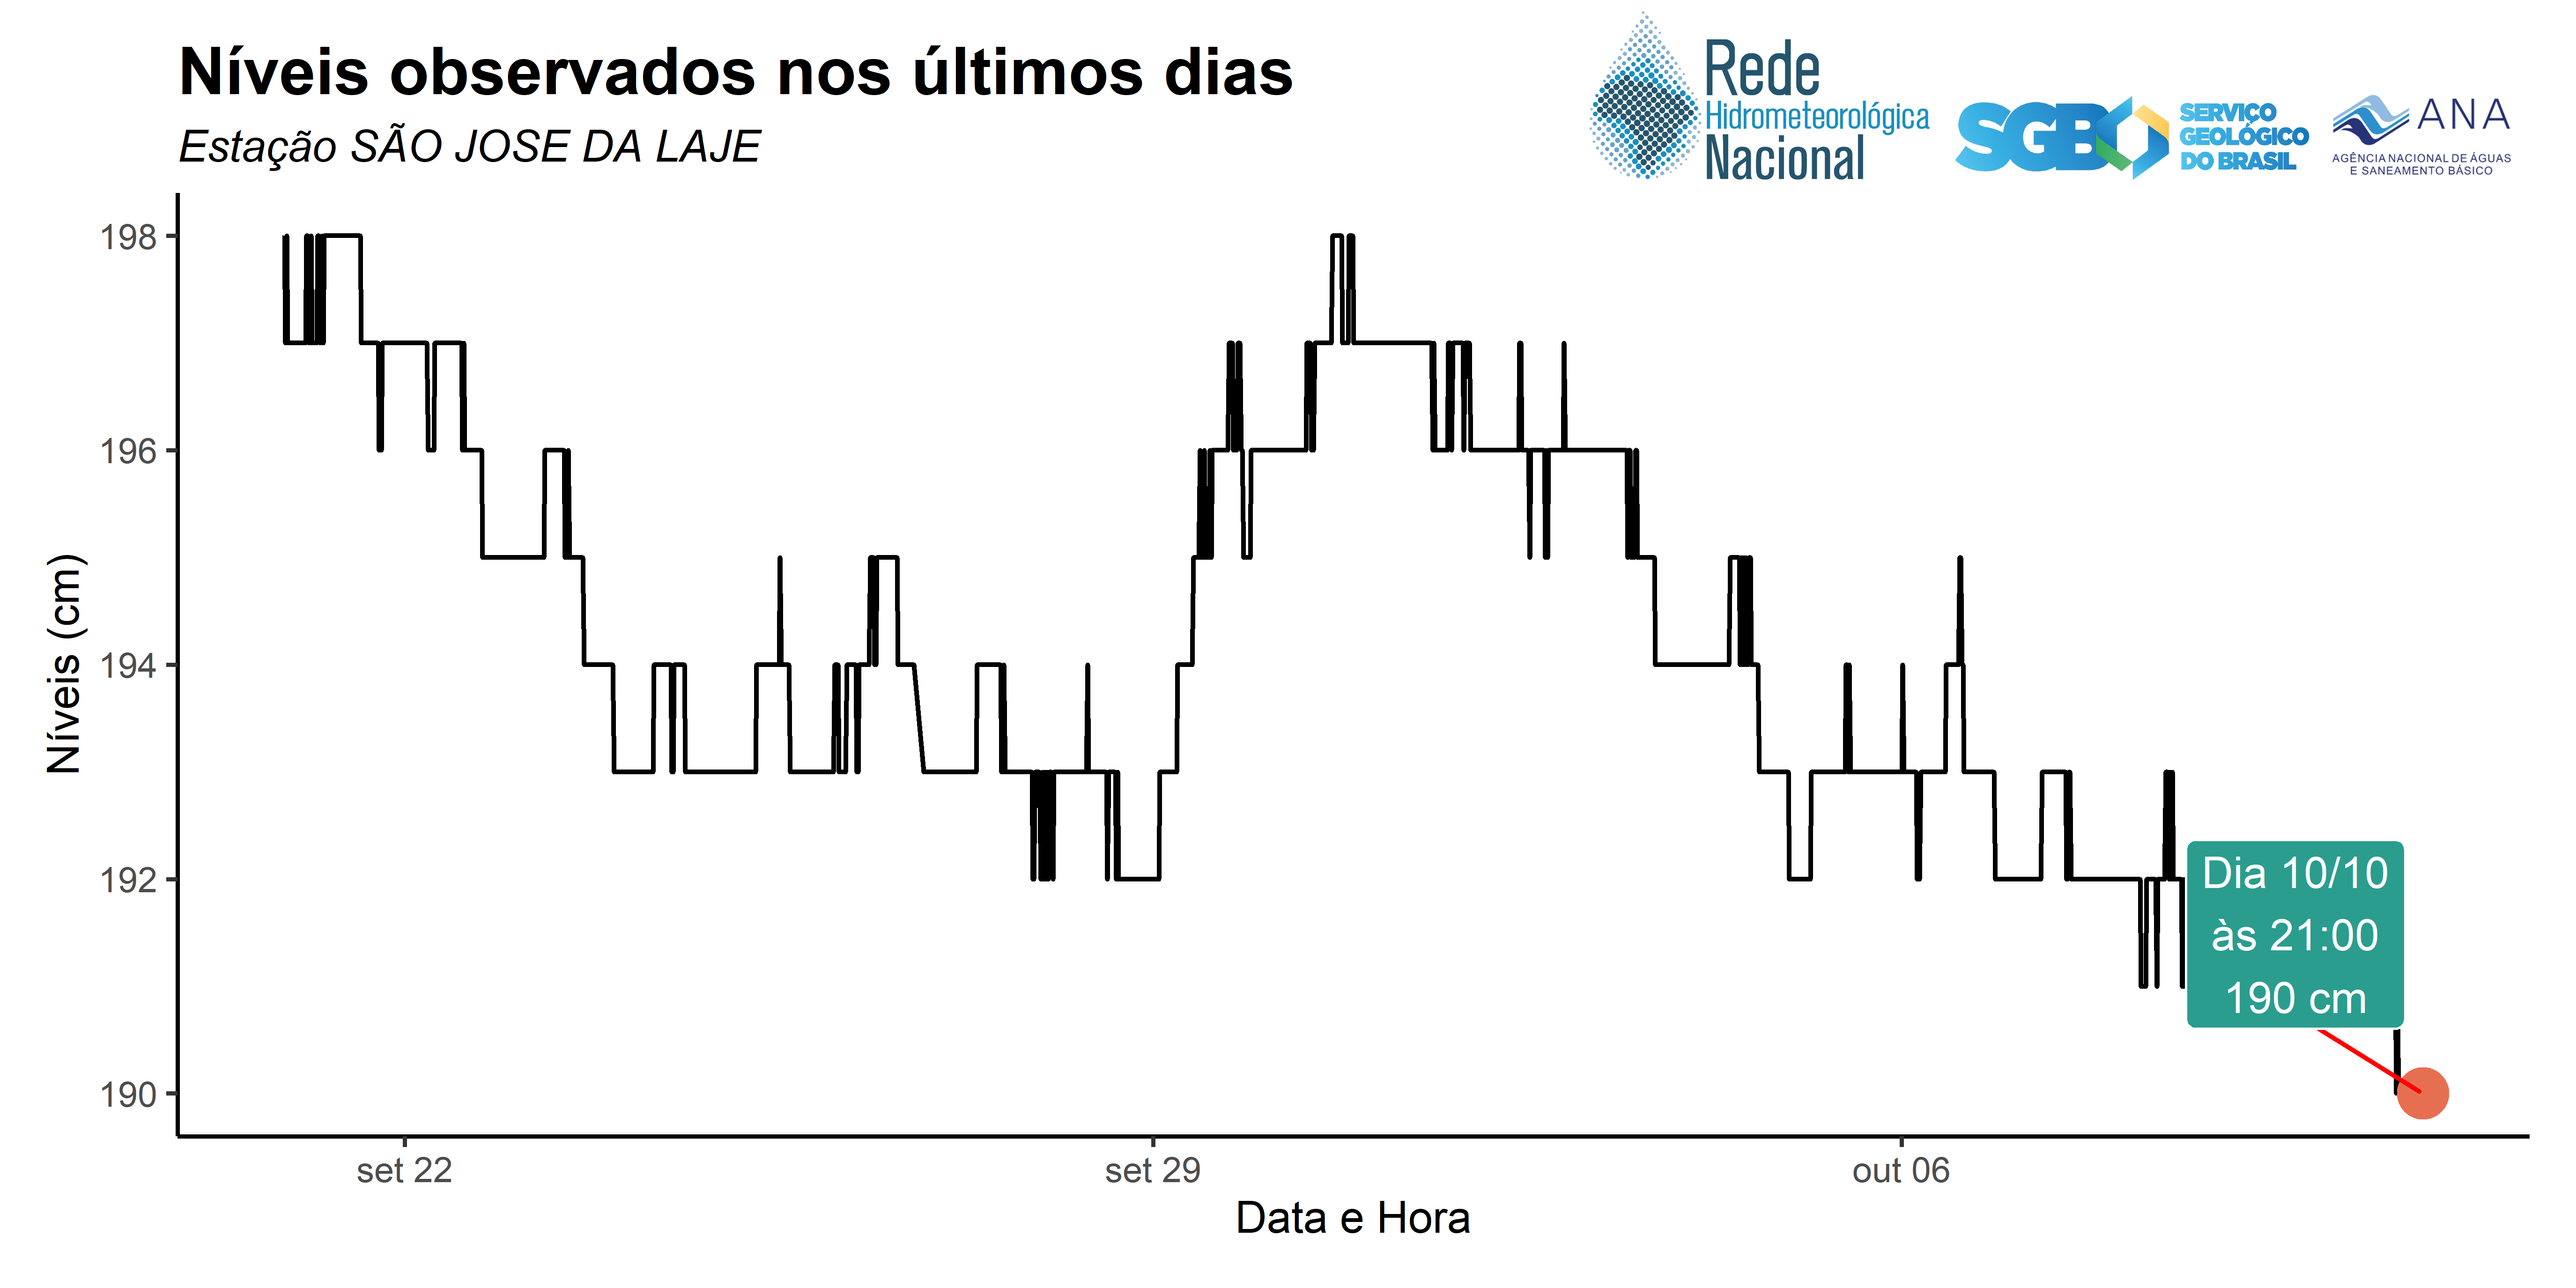 Níveis observados nos últimos dias
Estação SÃO JOSE DA LAJE
Rede
Hidrometeorológica
Nacional
SGB
SERVIÇO
GEOLÓGICO
DO BRASIL
ANA
AGÊNCIA NACIONAL DE ÁGUAS
E SANEAMENTO BÁSICO
Níveis (cm)
198
196
194
192
190
Dia 10/10
às 21:00
190 cm
set 22
set 29
out 06
Data e Hora